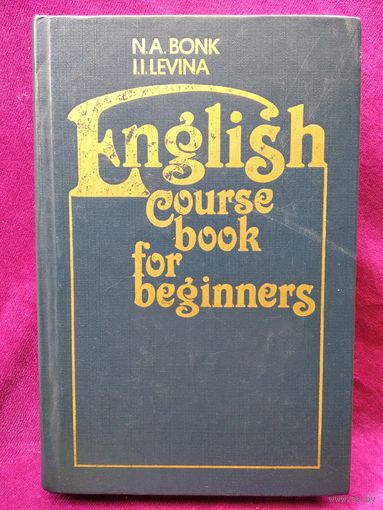 N.A.BONK
I.I.LEVINA
English
Course
book
for
beginners